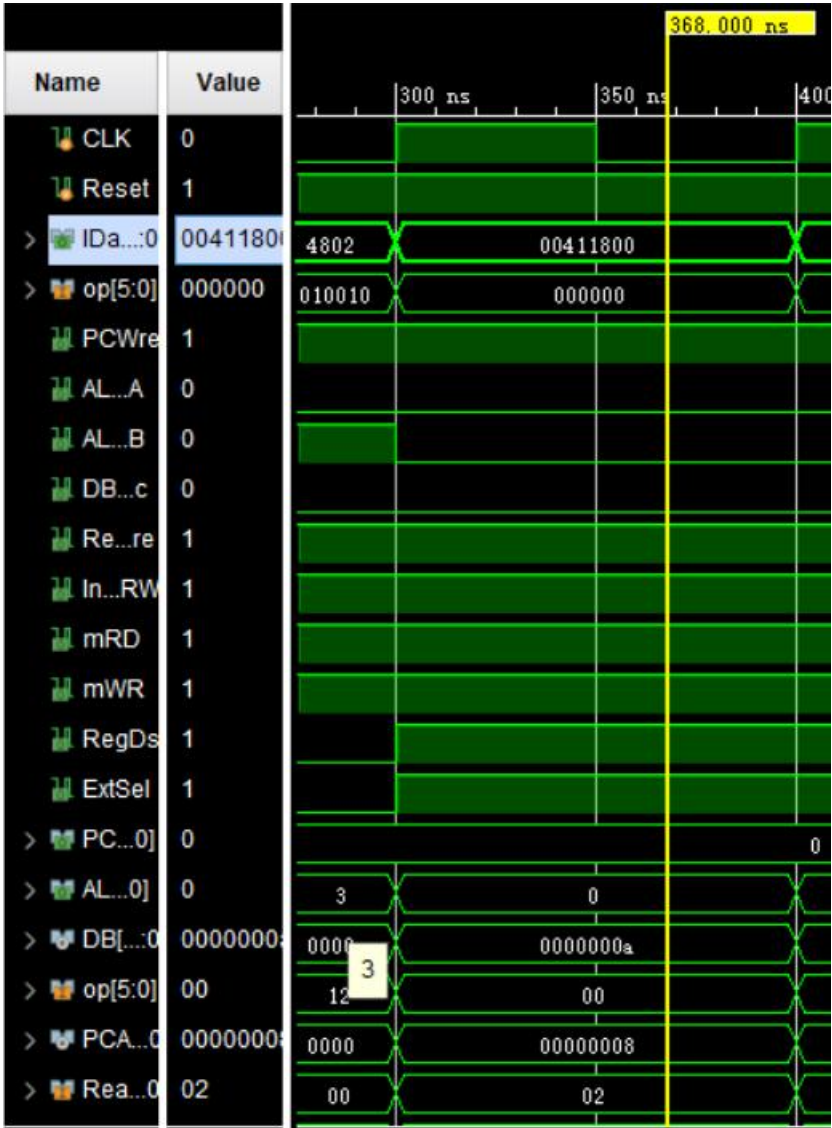 368.000 ns
Name Value
300 ns 350 ns 400
CLK 0
Reset 1
IDa...:0 00411800 4802 00411800
op[5:0] 000000 010010 000000
PCWre 1
AL...A 0
AL...B 0
DB...c 0
Re...re 1
In...RW 1
mRD 1
mWR 1
RegDs 1
ExtSel 1
PC...0] 0 0
AL...0] 0 3 0
DB[...:0 0000000a 0000 0000000a
3
op[5:0] 00 12 00
PCA...0 00000008 0000 00000008
Rea...0 02 00 02